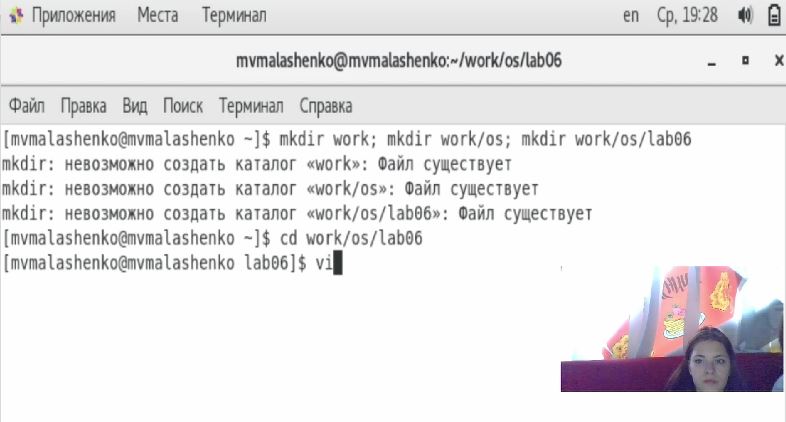 Приложения Места Терминал en Ср, 19:28
mvmalashenko@mvmalashenko:~/work/os/lab06
Файл Правка Вид Поиск Терминал Справка
[mvmalashenko@mvmalashenko ~]$ mkdir work; mkdir work/os; mkdir work/os/lab06
mkdir: невозможно создать каталог «work»: Файл существует
mkdir: невозможно создать каталог «work/os»: Файл существует
mkdir: невозможно создать каталог «work/os/lab06»: Файл существует
[mvmalashenko@mvmalashenko ~]$ cd work/os/lab06
[mvmalashenko@mvmalashenko lab06]$ vi